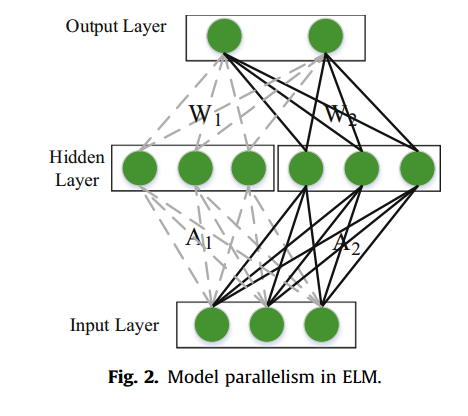 Output Layer
W1
W2
Hidden
Layer
A1
A2
Input Layer
Fig. 2. Model parallelism in ELM.